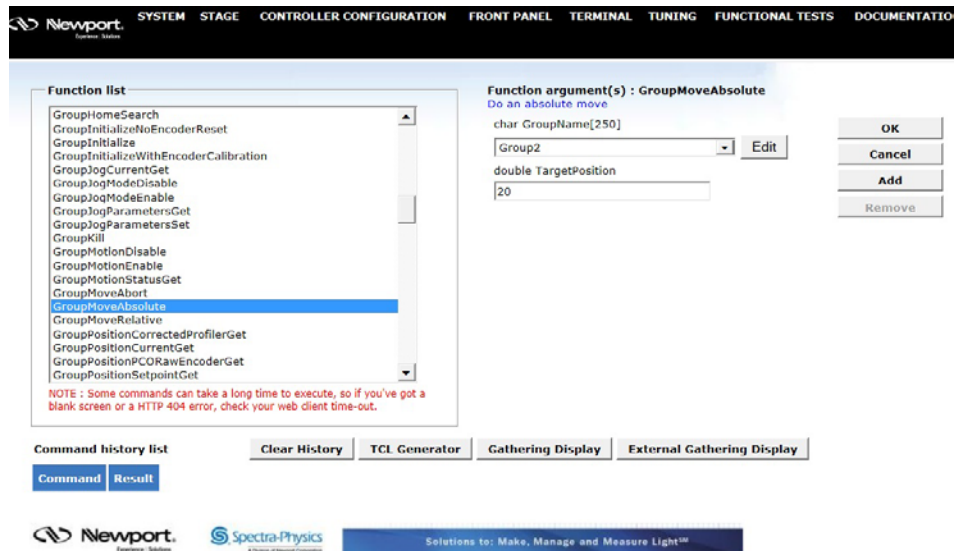 Newport.
Experience | Solutions
SYSTEM STAGE CONTROLLER CONFIGURATION FRONT PANEL TERMINAL TUNING FUNCTIONAL TESTS DOCUMENTATIO
Function list
GroupHomeSearch
GroupInitializeNoEncoderReset
GroupInitialize
GroupInitializeWithEncoderCalibration
GroupJogCurrentGet
GroupJogModeDisable
GroupJogModeEnable
GroupJogParametersGet
GroupJogParametersSet
GroupKill
GroupMotionDisable
GroupMotionEnable
GroupMotionStatusGet
GroupMoveAbort
GroupMoveAbsolute
GroupMoveRelative
GroupPositionCorrectedProfilerGet
GroupPositionCurrentGet
GroupPositionPCORawEncoderGet
GroupPositionSetpointGet
NOTE : Some commands can take a long time to execute, so if you've got a
blank screen or a HTTP 404 error, check your web client time-out.
Function argument(s) : GroupMoveAbsolute
Do an absolute move
char GroupName[250]
Group2
Edit
double TargetPosition
20
OK
Cancel
Add
Remove
Command history list
Clear History
TCL Generator
Gathering Display
External Gathering Display
Command Result
Newport.
Experience | Solutions
Spectra-Physics
A Division of Newport Corporation
Solutions to: Make, Manage and Measure Light℠